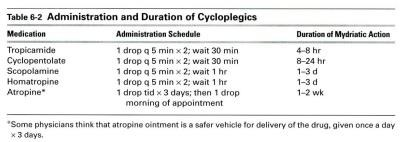 Table 6-2 Administration and Duration of Cycloplegics
Medication Administration Schedule Duration of Mydriatic Action
Tropicamide 1 drop q 5 min × 2; wait 30 min 4–8 hr
Cyclopentolate 1 drop q 5 min × 2; wait 30 min 8–24 hr
Scopolamine 1 drop q 5 min × 2; wait 1 hr 1–3 d
Homatropine 1 drop q 5 min × 2; wait 1 hr 1–3 d
Atropine* 1 drop tid × 3 days; then 1 drop 1–2 wk
morning of appointment
*Some physicians think that atropine ointment is a safer vehicle for delivery of the drug, given once a day
× 3 days.